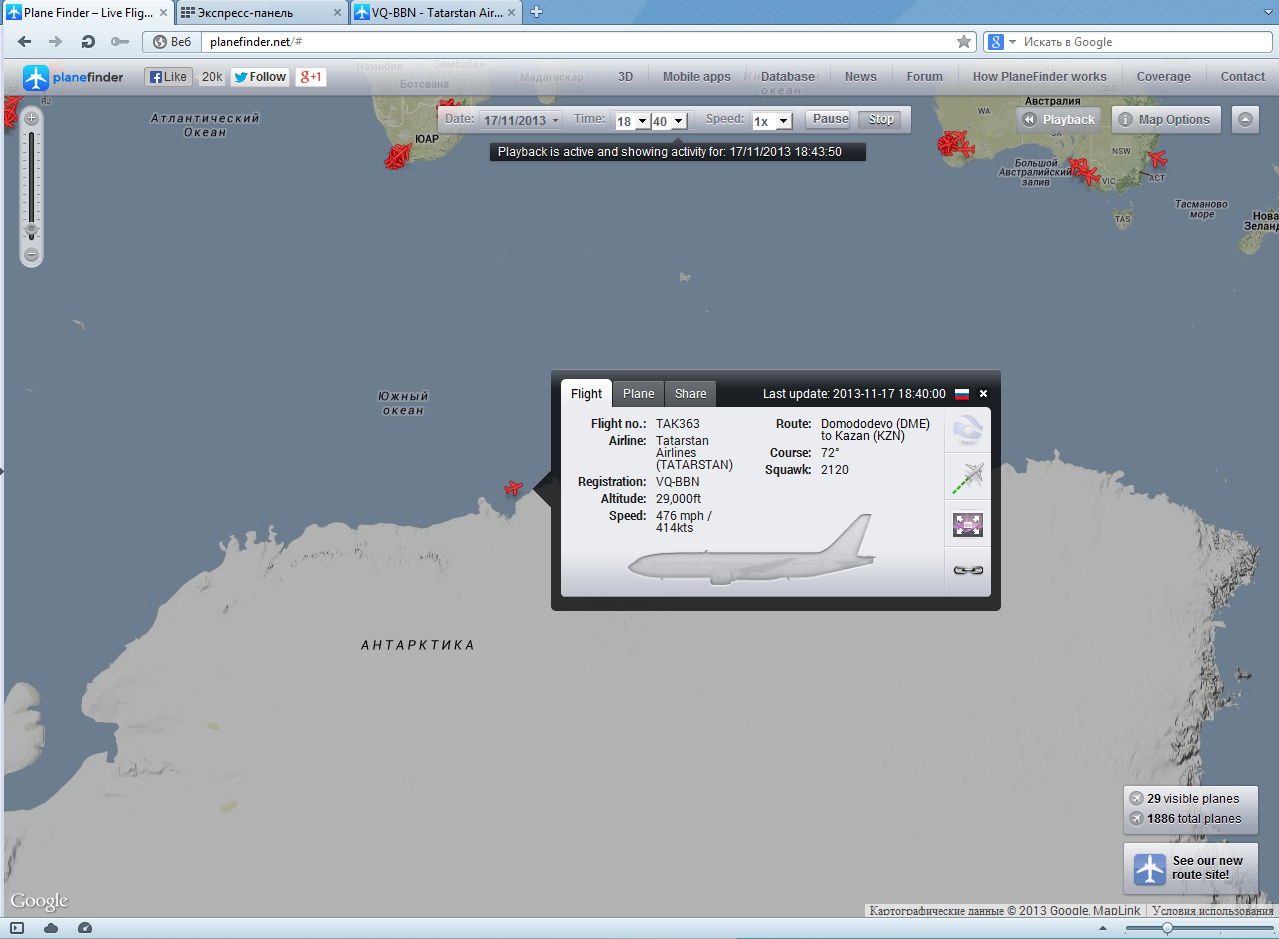 Plane Finder – Live Flig...
Экспресс-панель
VQ-BBN - Tatarstan Air...
Веб
planefinder.net/#
Искать в Google
planefinder
Like
20k
Follow
g+1
3D
Mobile apps
Database
News
Forum
How PlaneFinder works
Coverage
Contact
Намибия
Зимбабве
Ботсвана
Мадагаскар
океан
RJ
Атлантический
Океан
ЮАР
Date:
17/11/2013
Time:
18
40
Speed:
1x
Pause
Stop
Playback is active and showing activity for: 17/11/2013 18:43:50
WA
Австралия
SA
Playback
Map Options
NSW
Большой
Австралийский
залив
VIC
ACT
TAS
Тасманово
море
Нова
Зеланд
Южный
океан
Flight
Plane
Share
Last update: 2013-11-17 18:40:00
Flight no.: TAK363
Airline: Tatarstan
Airlines
(TATARSTAN)
Registration: VQ-BBN
Altitude: 29,000ft
Speed: 476 mph /
414kts
Route: Domododevo (DME)
to Kazan (KZN)
Course: 72°
Squawk: 2120
АНТАРКТИКА
29 visible planes
1886 total planes
See our new
route site!
Google
Картографические данные © 2013 Google, MapLink
Условия использования